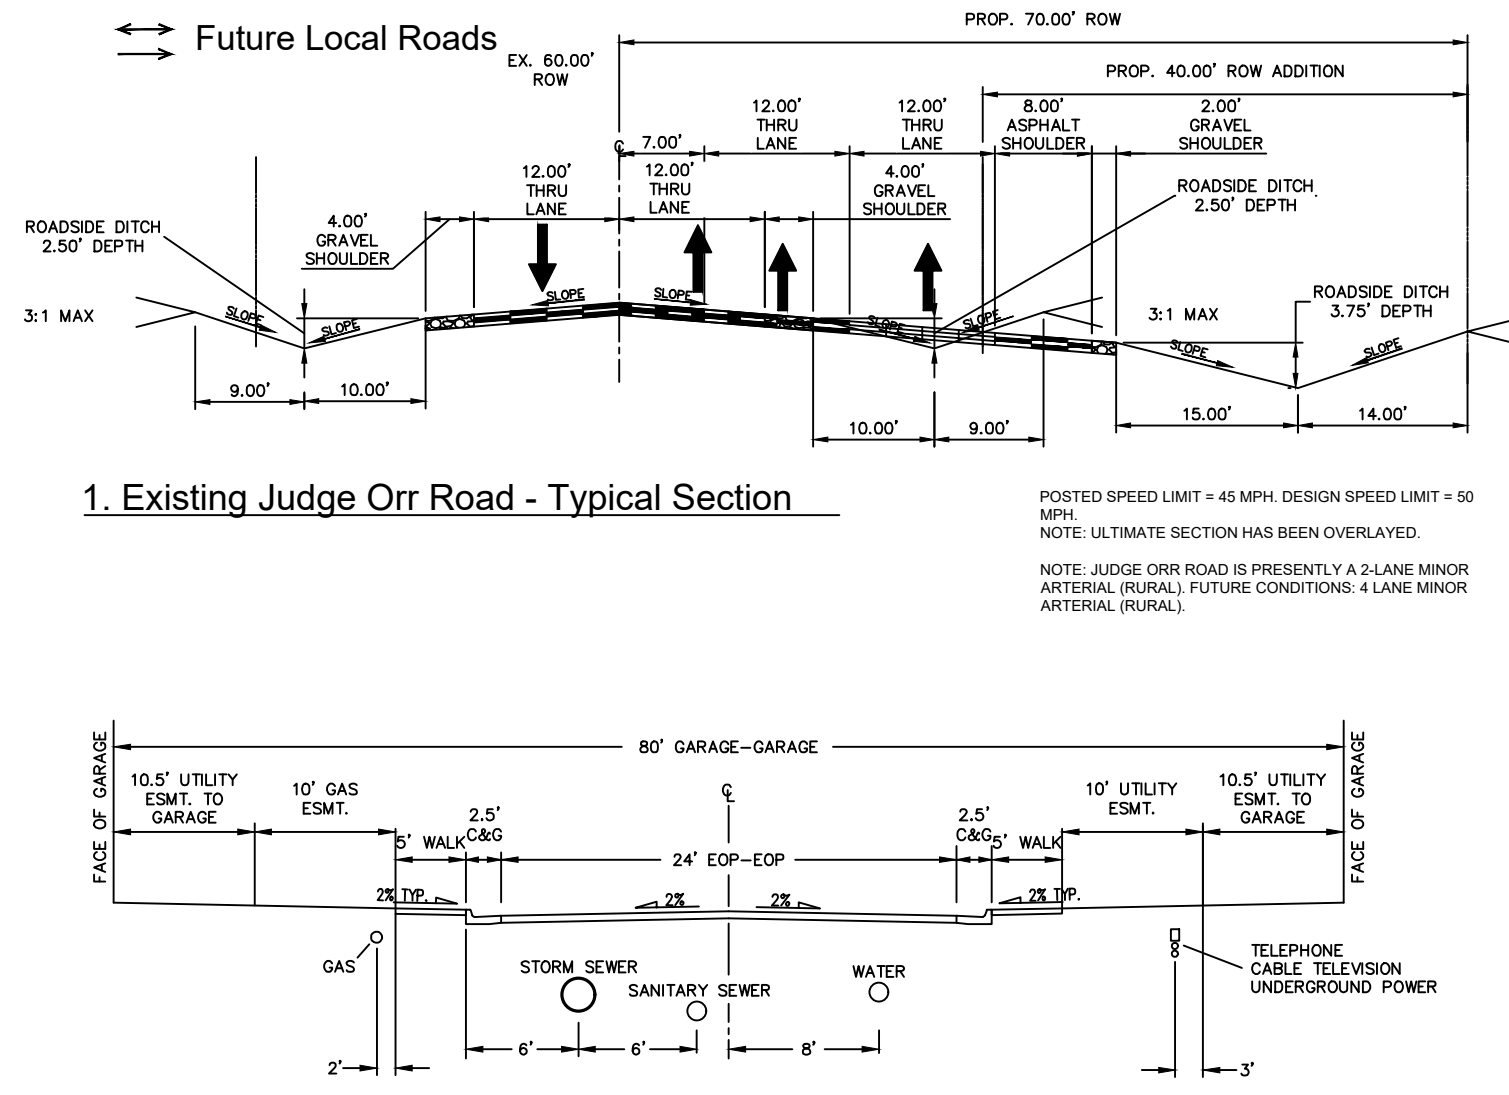 Future Local Roads
PROP. 70.00' ROW
EX. 60.00'
ROW
PROP. 40.00' ROW ADDITION
12.00'
THRU
LANE
12.00'
THRU
LANE
8.00'
ASPHALT
SHOULDER
2.00'
GRAVEL
SHOULDER
℄
7.00'
12.00'
THRU
LANE
12.00'
THRU
LANE
4.00'
GRAVEL
SHOULDER
ROADSIDE DITCH
2.50' DEPTH
ROADSIDE DITCH
2.50' DEPTH
4.00'
GRAVEL
SHOULDER
3:1 MAX
SLOPE
SLOPE
SLOPE
SLOPE
SLOPE
SLOPE
3:1 MAX
SLOPE
SLOPE
ROADSIDE DITCH
3.75' DEPTH
9.00'
10.00'
10.00'
9.00'
15.00'
14.00'
1. Existing Judge Orr Road - Typical Section
POSTED SPEED LIMIT = 45 MPH. DESIGN SPEED LIMIT = 50
MPH.
NOTE: ULTIMATE SECTION HAS BEEN OVERLAYED.
NOTE: JUDGE ORR ROAD IS PRESENTLY A 2-LANE MINOR
ARTERIAL (RURAL). FUTURE CONDITIONS: 4 LANE MINOR
ARTERIAL (RURAL).
FACE OF GARAGE
80' GARAGE-GARAGE
FACE OF GARAGE
10.5' UTILITY
ESMT. TO
GARAGE
10' GAS
ESMT.
2.5'
C&G
5' WALK
℄
24' EOP-EOP
2.5'
C&G
5' WALK
10' UTILITY
ESMT.
10.5' UTILITY
ESMT. TO
GARAGE
2% TYP.
2%
2%
2% TYP.
GAS
STORM SEWER
SANITARY SEWER
WATER
TELEPHONE
CABLE TELEVISION
UNDERGROUND POWER
6'
6'
8'
2'
3'